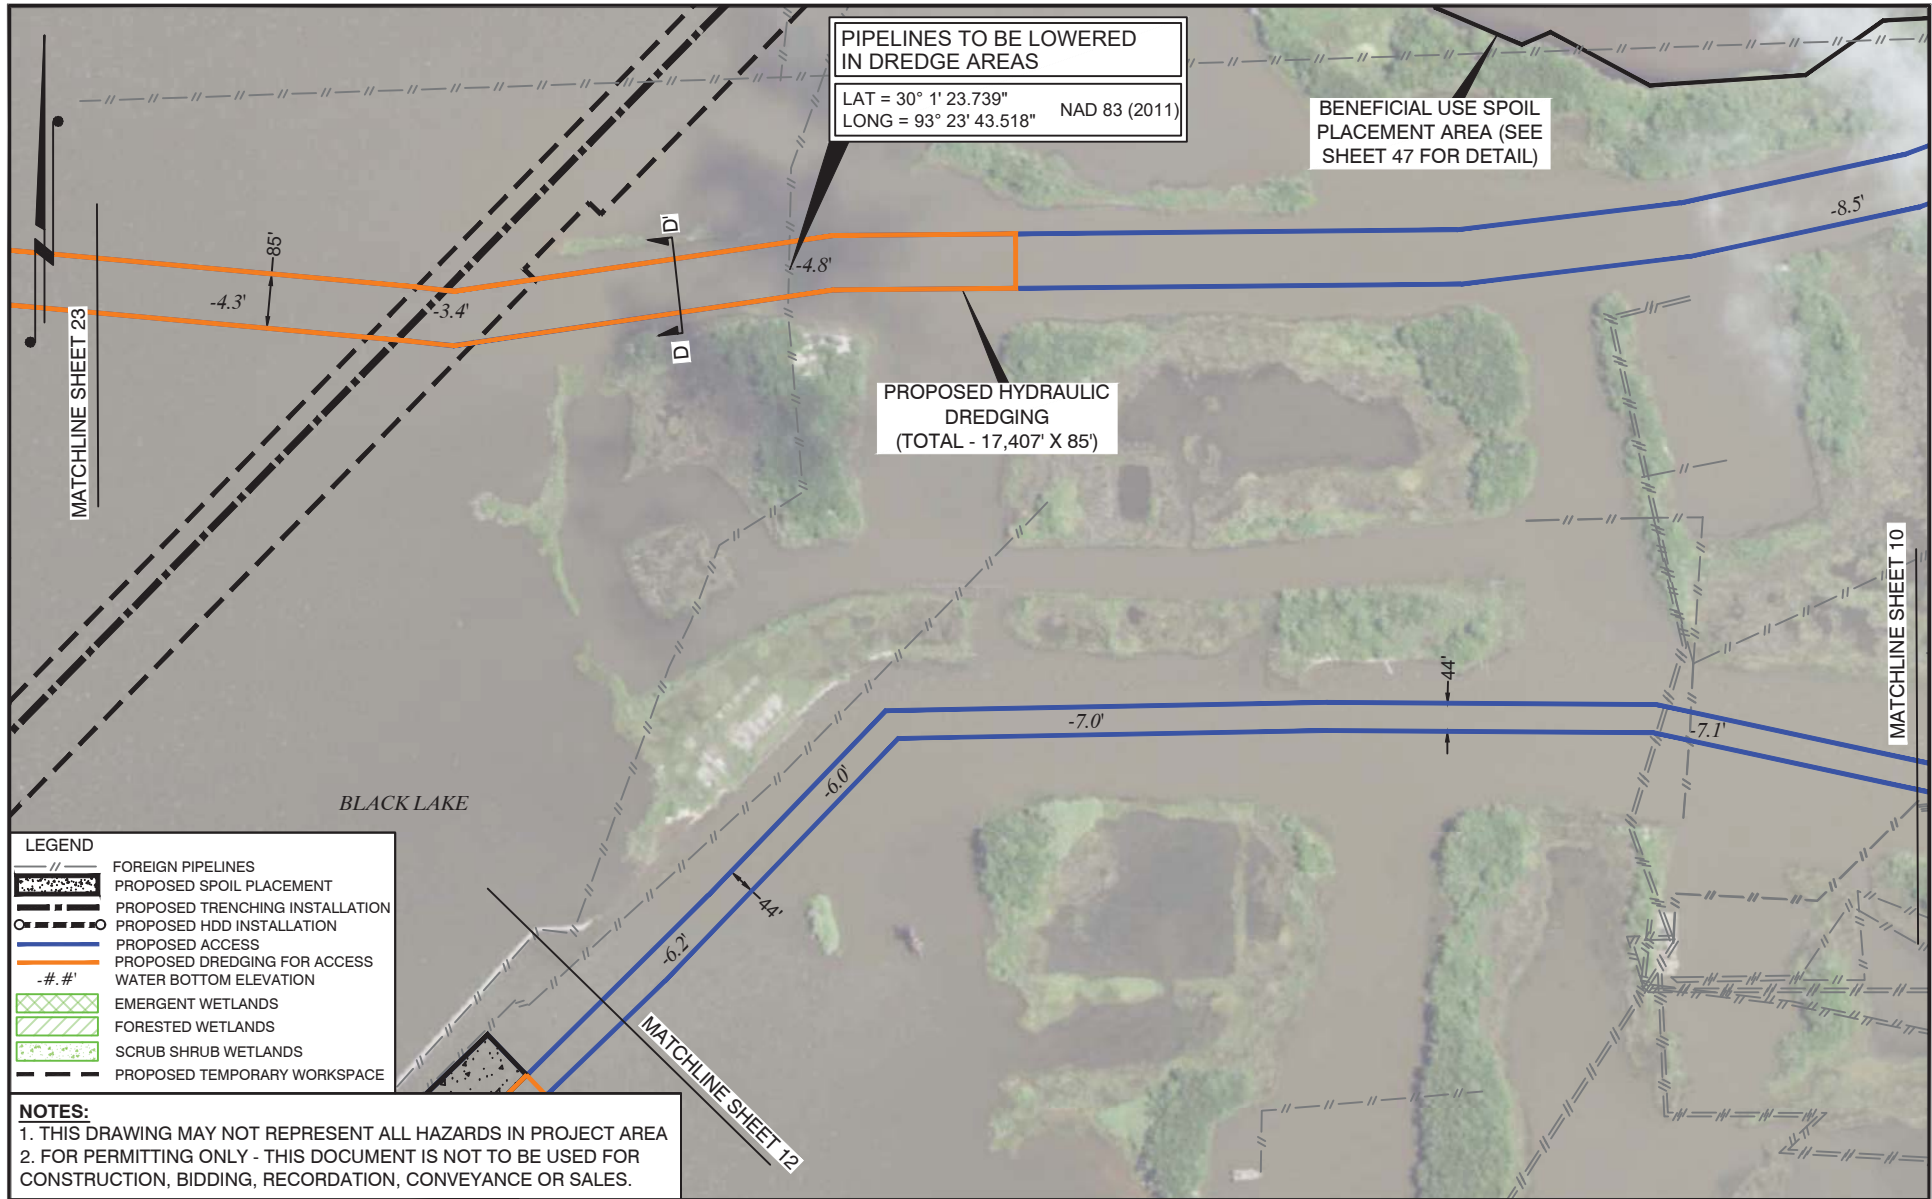 PIPELINES TO BE LOWERED
IN DREDGE AREAS
LAT = 30° 1' 23.739"
LONG = 93° 23' 43.518"
NAD 83 (2011)
BENEFICIAL USE SPOIL
PLACEMENT AREA (SEE
SHEET 47 FOR DETAIL)
-8.5'
85'
D'
-4.8'
-4.3'
-3.4'
D
MATCHLINE SHEET 23
PROPOSED HYDRAULIC
DREDGING
(TOTAL - 17,407' X 85')
MATCHLINE SHEET 10
44'
-7.0'
-7.1'
-6.0'
BLACK LAKE
44'
-6.2'
MATCHLINE SHEET 12
LEGEND
FOREIGN PIPELINES
PROPOSED SPOIL PLACEMENT
PROPOSED TRENCHING INSTALLATION
PROPOSED HDD INSTALLATION
PROPOSED ACCESS
PROPOSED DREDGING FOR ACCESS
-#.#' WATER BOTTOM ELEVATION
EMERGENT WETLANDS
FORESTED WETLANDS
SCRUB SHRUB WETLANDS
PROPOSED TEMPORARY WORKSPACE
NOTES:
1. THIS DRAWING MAY NOT REPRESENT ALL HAZARDS IN PROJECT AREA
2. FOR PERMITTING ONLY - THIS DOCUMENT IS NOT TO BE USED FOR
CONSTRUCTION, BIDDING, RECORDATION, CONVEYANCE OR SALES.